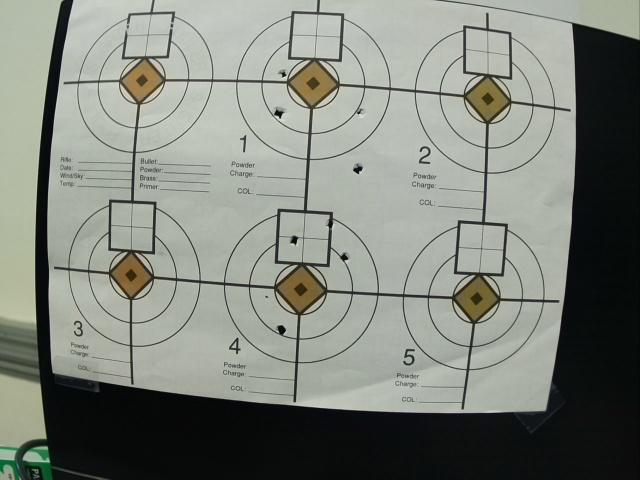 Rifle:
Date:
Wind/Sky:
Temp:
Bullet:
Powder:
Brass:
Primer:
1
Powder
Charge:
COL:
2
Powder
Charge:
COL:
3
Powder
Charge:
COL:
4
Powder
Charge:
COL:
5
Powder
Charge:
COL: